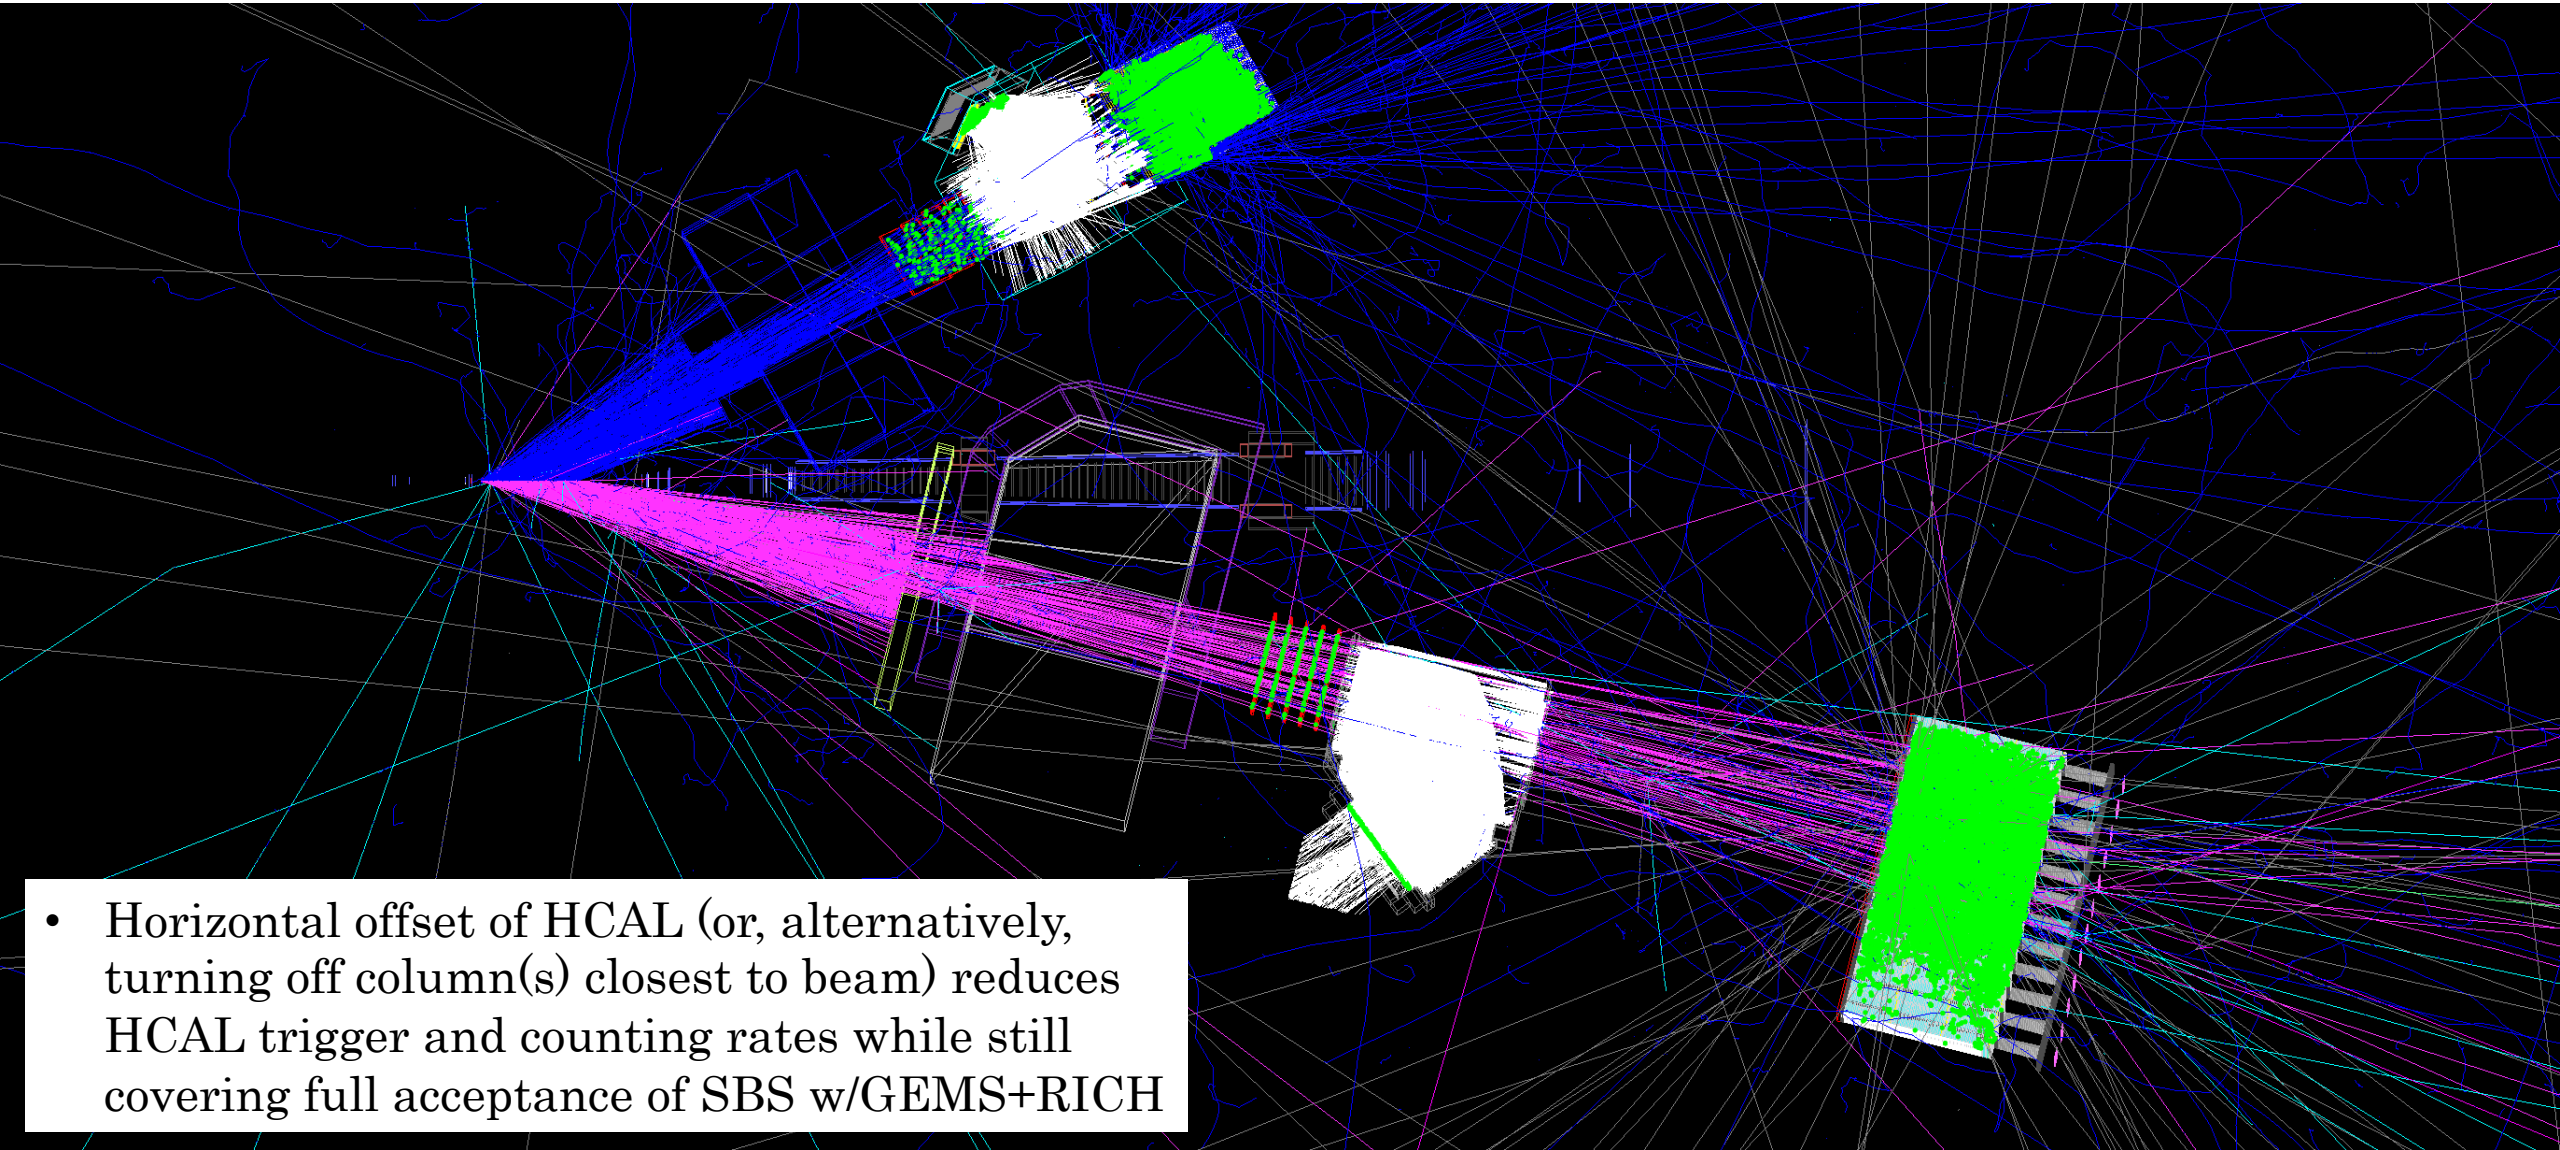 • Horizontal offset of HCAL (or, alternatively,
turning off column(s) closest to beam) reduces
HCAL trigger and counting rates while still
covering full acceptance of SBS w/GEMS+RICH